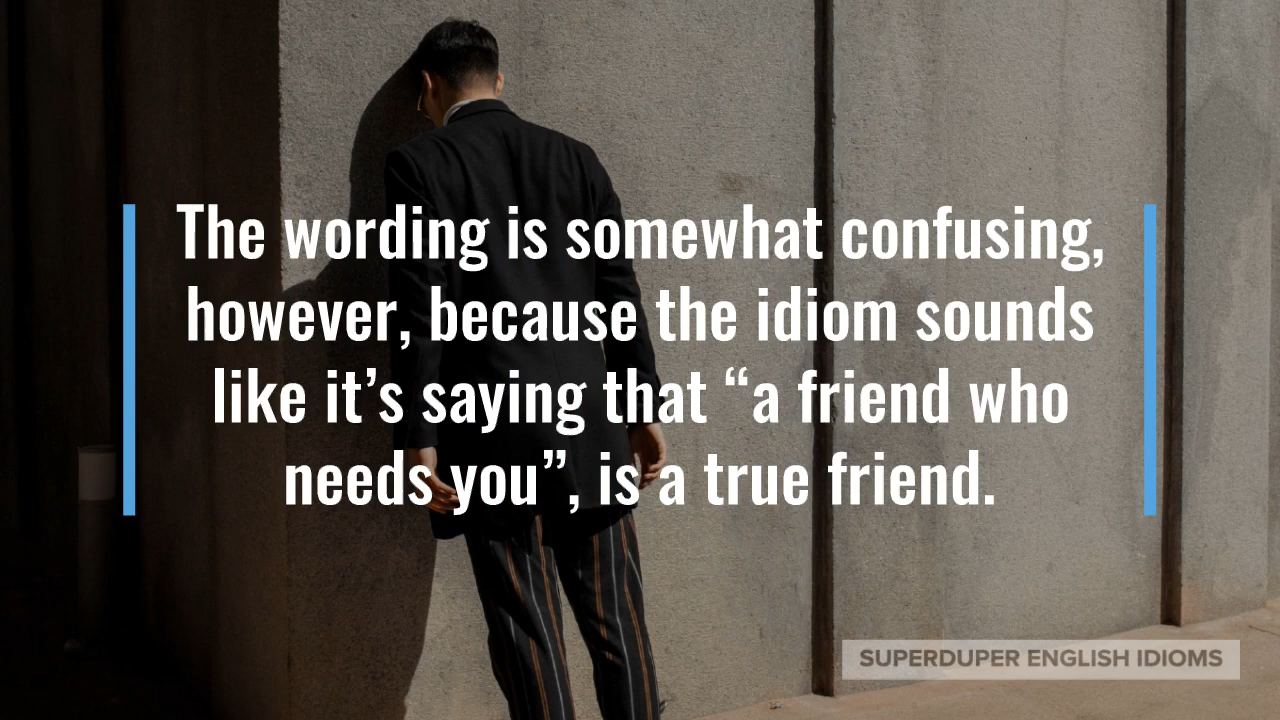 The wording is somewhat confusing,
however, because the idiom sounds
like it’s saying that “a friend who
needs you”, is a true friend.
SUPERDUPER ENGLISH IDIOMS